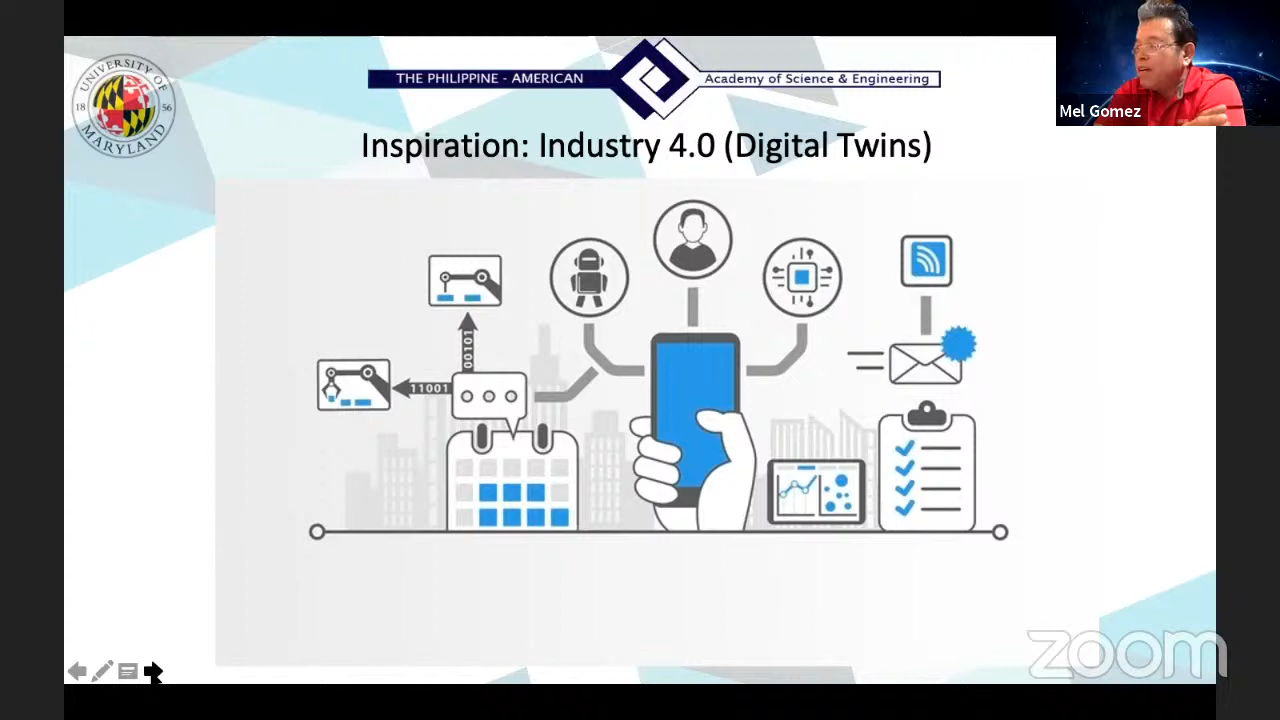 UNIVERSITY OF
18 56
MARYLAND
THE PHILIPPINE - AMERICAN
Academy of Science & Engineering
Mel Gomez
Inspiration: Industry 4.0 (Digital Twins)
00101
11001
zoom